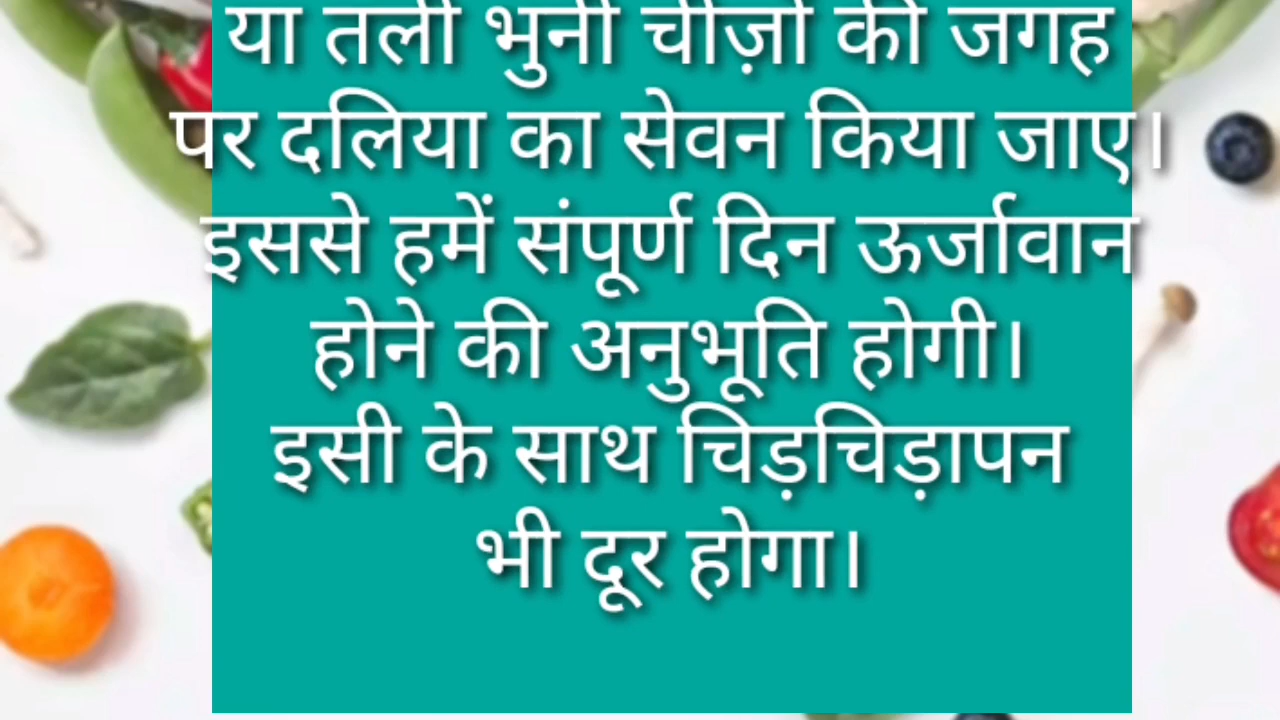 या तली भुनी चीज़ों की जगह
पर दलिया का सेवन किया जाए।
इससे हमें संपूर्ण दिन ऊर्जावान
होने की अनुभूति होगी।
इसी के साथ चिड़चिड़ापन
भी दूर होगा।